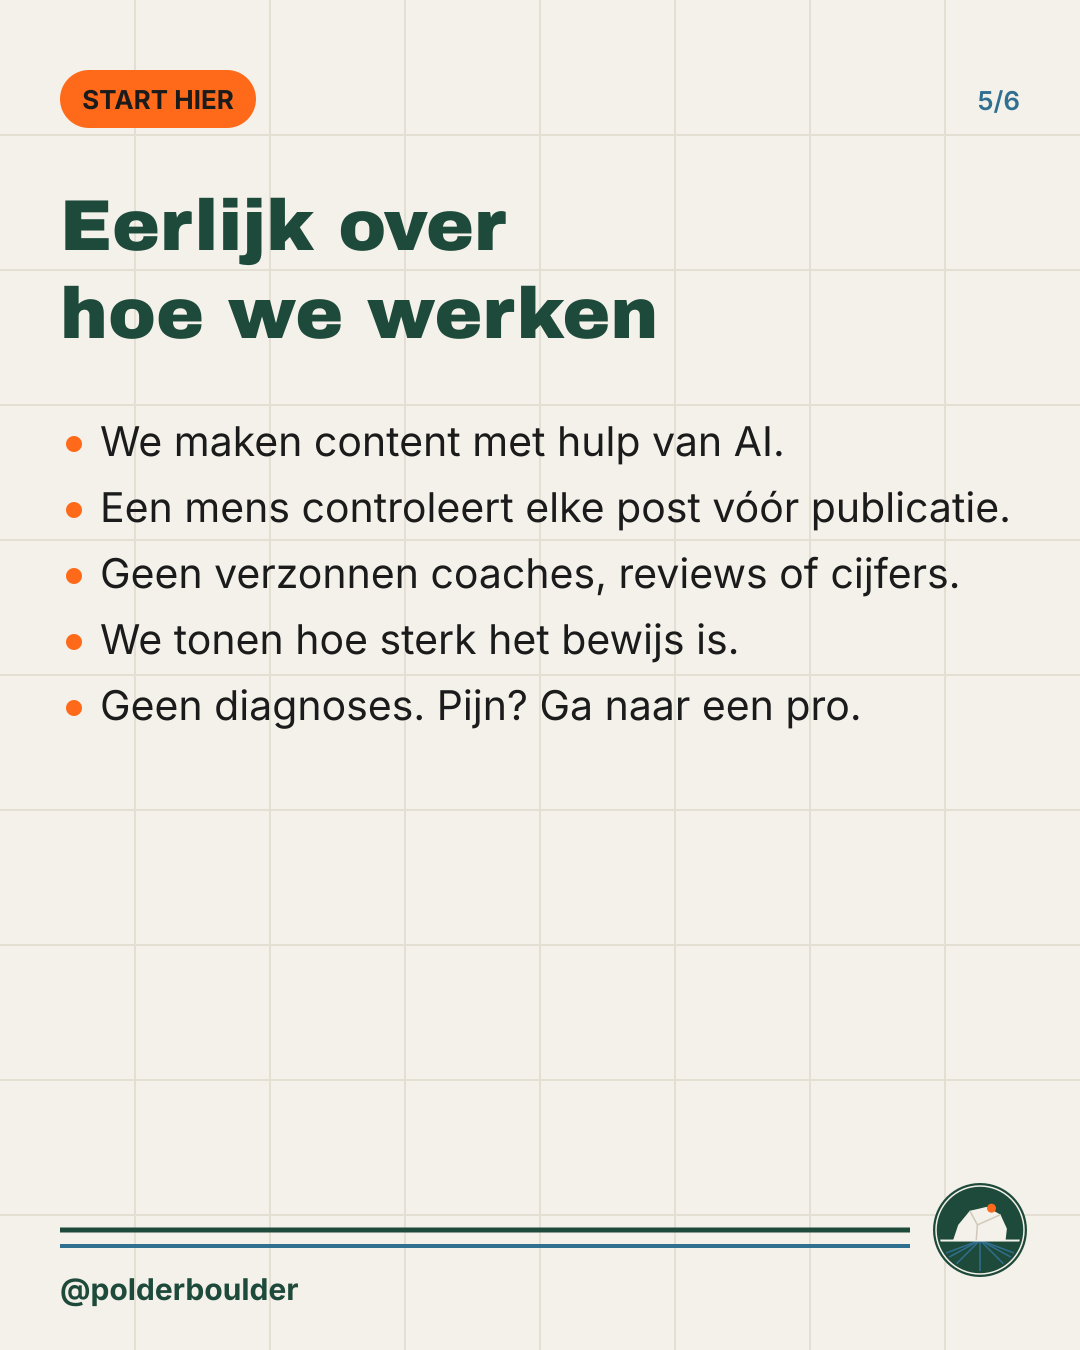 START HIER
5/6
Eerlijk over
hoe we werken
• We maken content met hulp van AI.
• Een mens controleert elke post vóór publicatie.
• Geen verzonnen coaches, reviews of cijfers.
• We tonen hoe sterk het bewijs is.
• Geen diagnoses. Pijn? Ga naar een pro.
@polderboulder